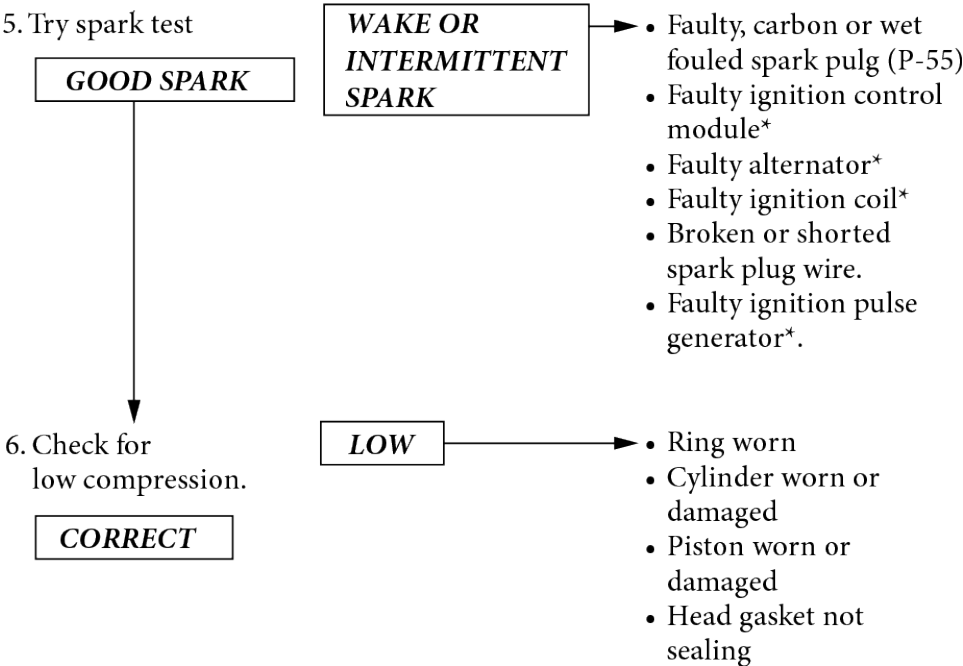 5. Try spark test
GOOD SPARK
WAKE OR
INTERMITTENT
SPARK
• Faulty, carbon or wet
fouled spark pulg (P-55)
• Faulty ignition control
module*
• Faulty alternator*
• Faulty ignition coil*
• Broken or shorted
spark plug wire.
• Faulty ignition pulse
generator*.
6. Check for
low compression.
CORRECT
LOW
• Ring worn
• Cylinder worn or
damaged
• Piston worn or
damaged
• Head gasket not
sealing